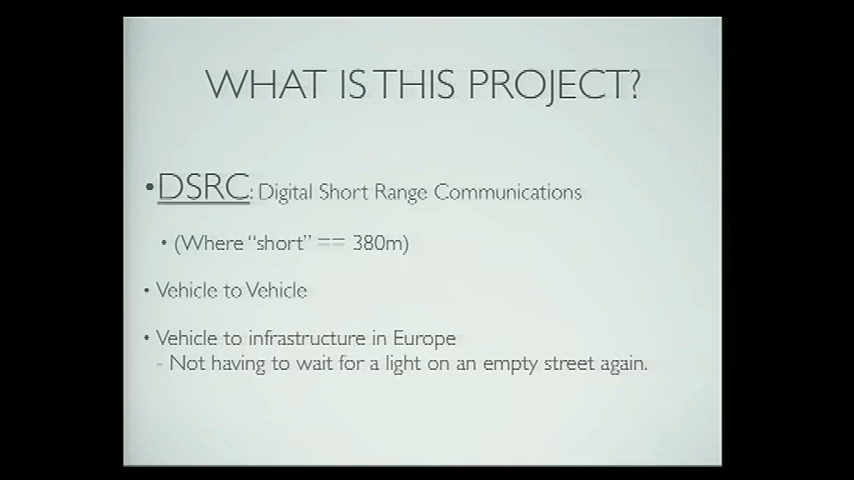 WHAT IS THIS PROJECT?
•DSRC: Digital Short Range Communications
• (Where "short" == 380m)
• Vehicle to Vehicle
• Vehicle to infrastructure in Europe
- Not having to wait for a light on an empty street again.